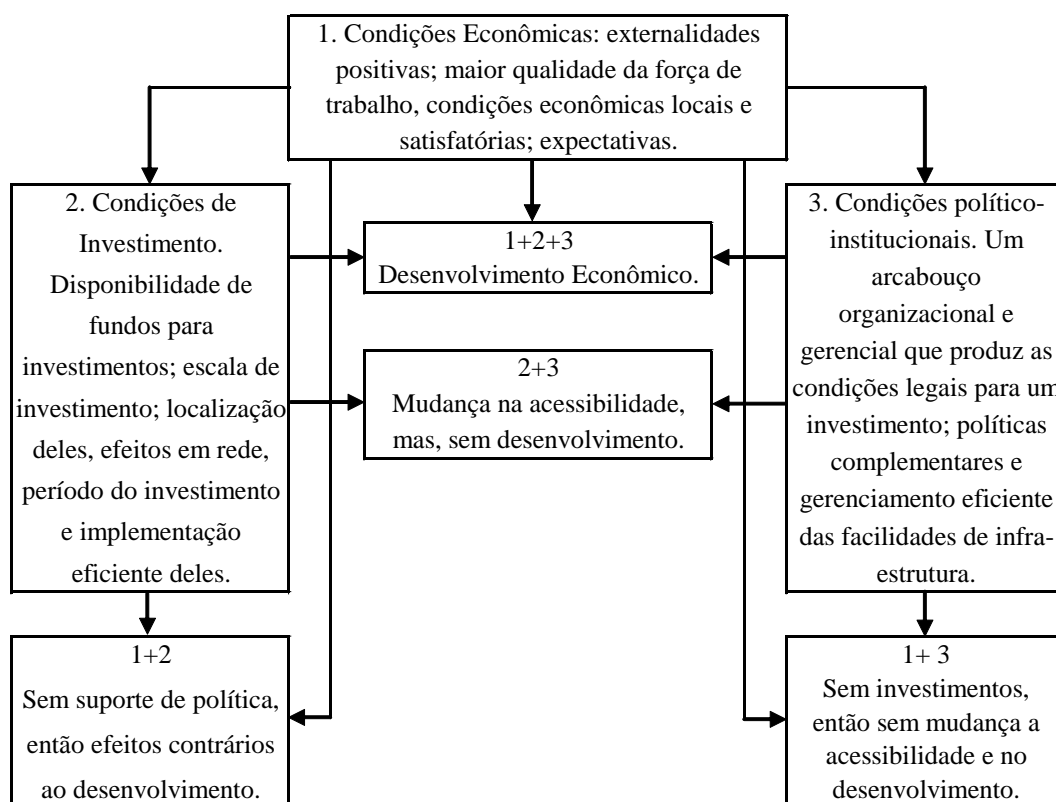 1. Condições Econômicas: externalidades
positivas; maior qualidade da força de
trabalho, condições econômicas locais e
satisfatórias; expectativas.
2. Condições de
Investimento.
Disponibilidade de
fundos para
investimentos; escala de
investimento; localização
deles, efeitos em rede,
período do investimento
e implementação
eficiente deles.
1+2+3
Desenvolvimento Econômico.
2+3
Mudança na acessibilidade,
mas, sem desenvolvimento.
3. Condições político-
institucionais. Um
arcabouço
organizacional e
gerencial que produz as
condições legais para um
investimento; políticas
complementares e
gerenciamento eficiente
das facilidades de infra-
estrutura.
1+2
Sem suporte de política,
então efeitos contrários
ao desenvolvimento.
1+ 3
Sem investimentos,
então sem mudança a
acessibilidade e no
desenvolvimento.